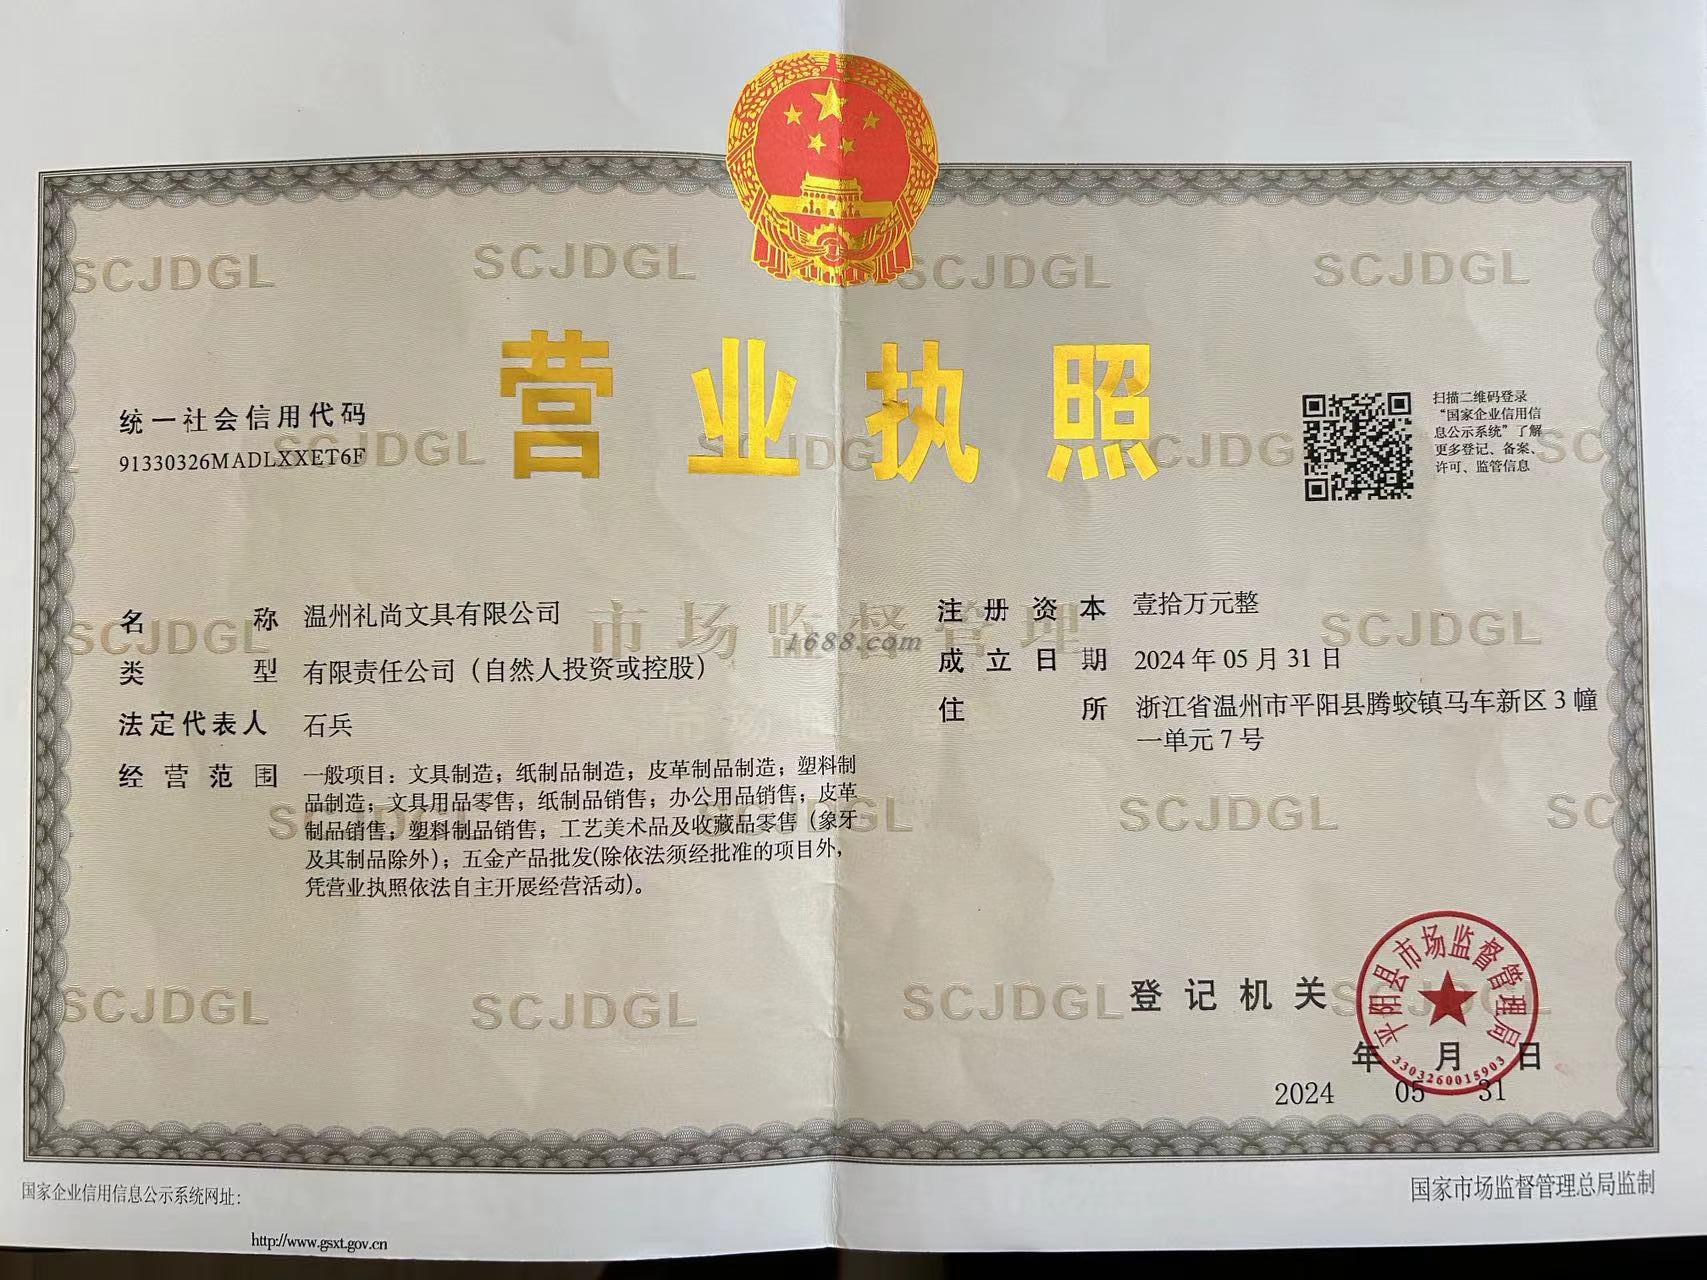 营业执照
统一社会信用代码
91330326MADLXXET6F
扫描二维码登录
“国家企业信用信
息公示系统”了解
更多登记、备案、
许可、监管信息
名称 温州礼尚文具有限公司
类型 有限责任公司（自然人投资或控股）
法定代表人 石兵
经营范围 一般项目：文具制造；纸制品制造；皮革制品制造；塑料制
品制造；文具用品零售；纸制品销售；办公用品销售；皮革
制品销售；塑料制品销售；工艺美术品及收藏品零售（象牙
及其制品除外）；五金产品批发(除依法须经批准的项目外，
凭营业执照依法自主开展经营活动)。
注册资本 壹拾万元整
成立日期 2024年05月31日
住所 浙江省温州市平阳县腾蛟镇马车新区3幢
一单元7号
1688.com
市场监督管理
SCJDGL SCJDGL SCJDGL SCJDGL
SCJDGL SCJDGL SCJDG SC
SCJDGL SCJDGL
SCJDGL SCJDGL SC
SCJDGL SCJDGL SCJDGL SCJDGL
登记机关
平阳县市场监督管理局
3303260015903
年月日
2024 05 31
国家企业信用信息公示系统网址：
http://www.gsxt.gov.cn
国家市场监督管理总局监制